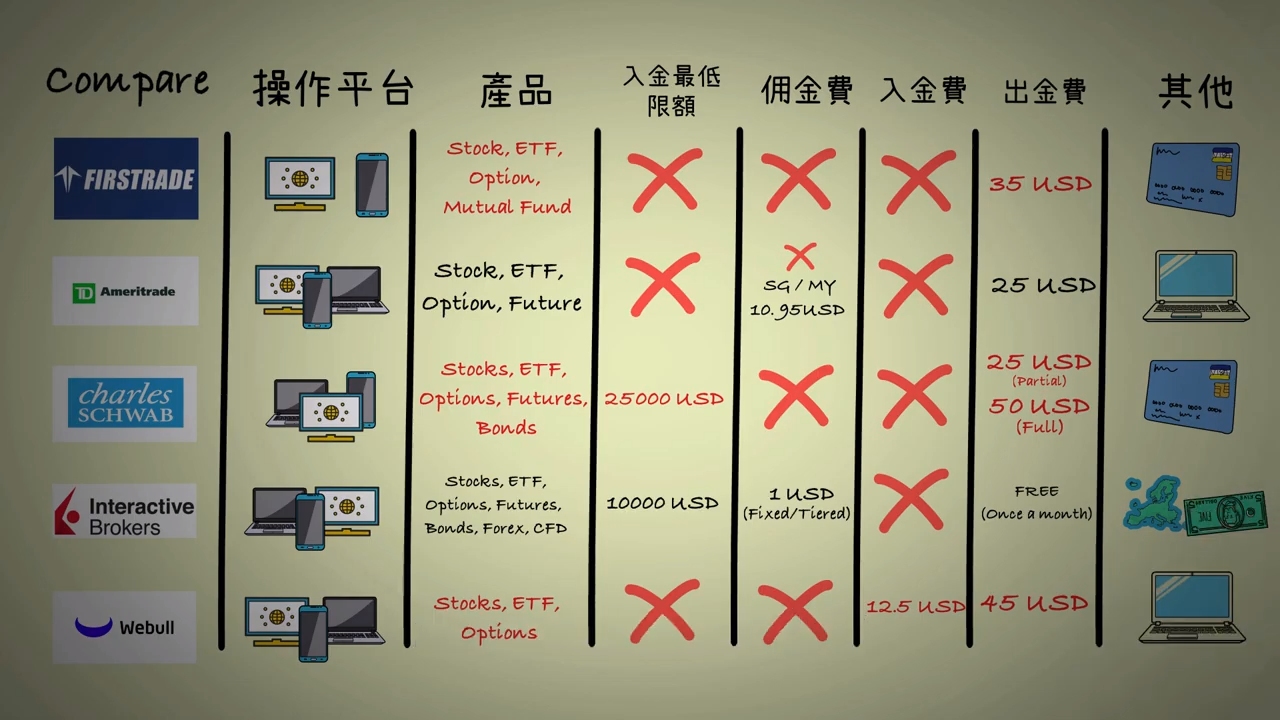 Compare
操作平台
產品
入金最低
限額
佣金費
入金費
出金費
其他
FIRSTRADE
Stock, ETF,
Option,
Mutual Fund
35 USD
TD Ameritrade
Stock, ETF,
Option, Future
SG / MY
10.95USD
25 USD
charles
SCHWAB
Stocks, ETF,
Options, Futures,
Bonds
25000 USD
25 USD
(Partial)
50 USD
(Full)
Interactive
Brokers
Stocks, ETF,
Options, Futures,
Bonds, Forex, CFD
10000 USD
1 USD
(Fixed/Tiered)
FREE
(Once a month)
Webull
Stocks, ETF,
Options
12.5 USD
45 USD